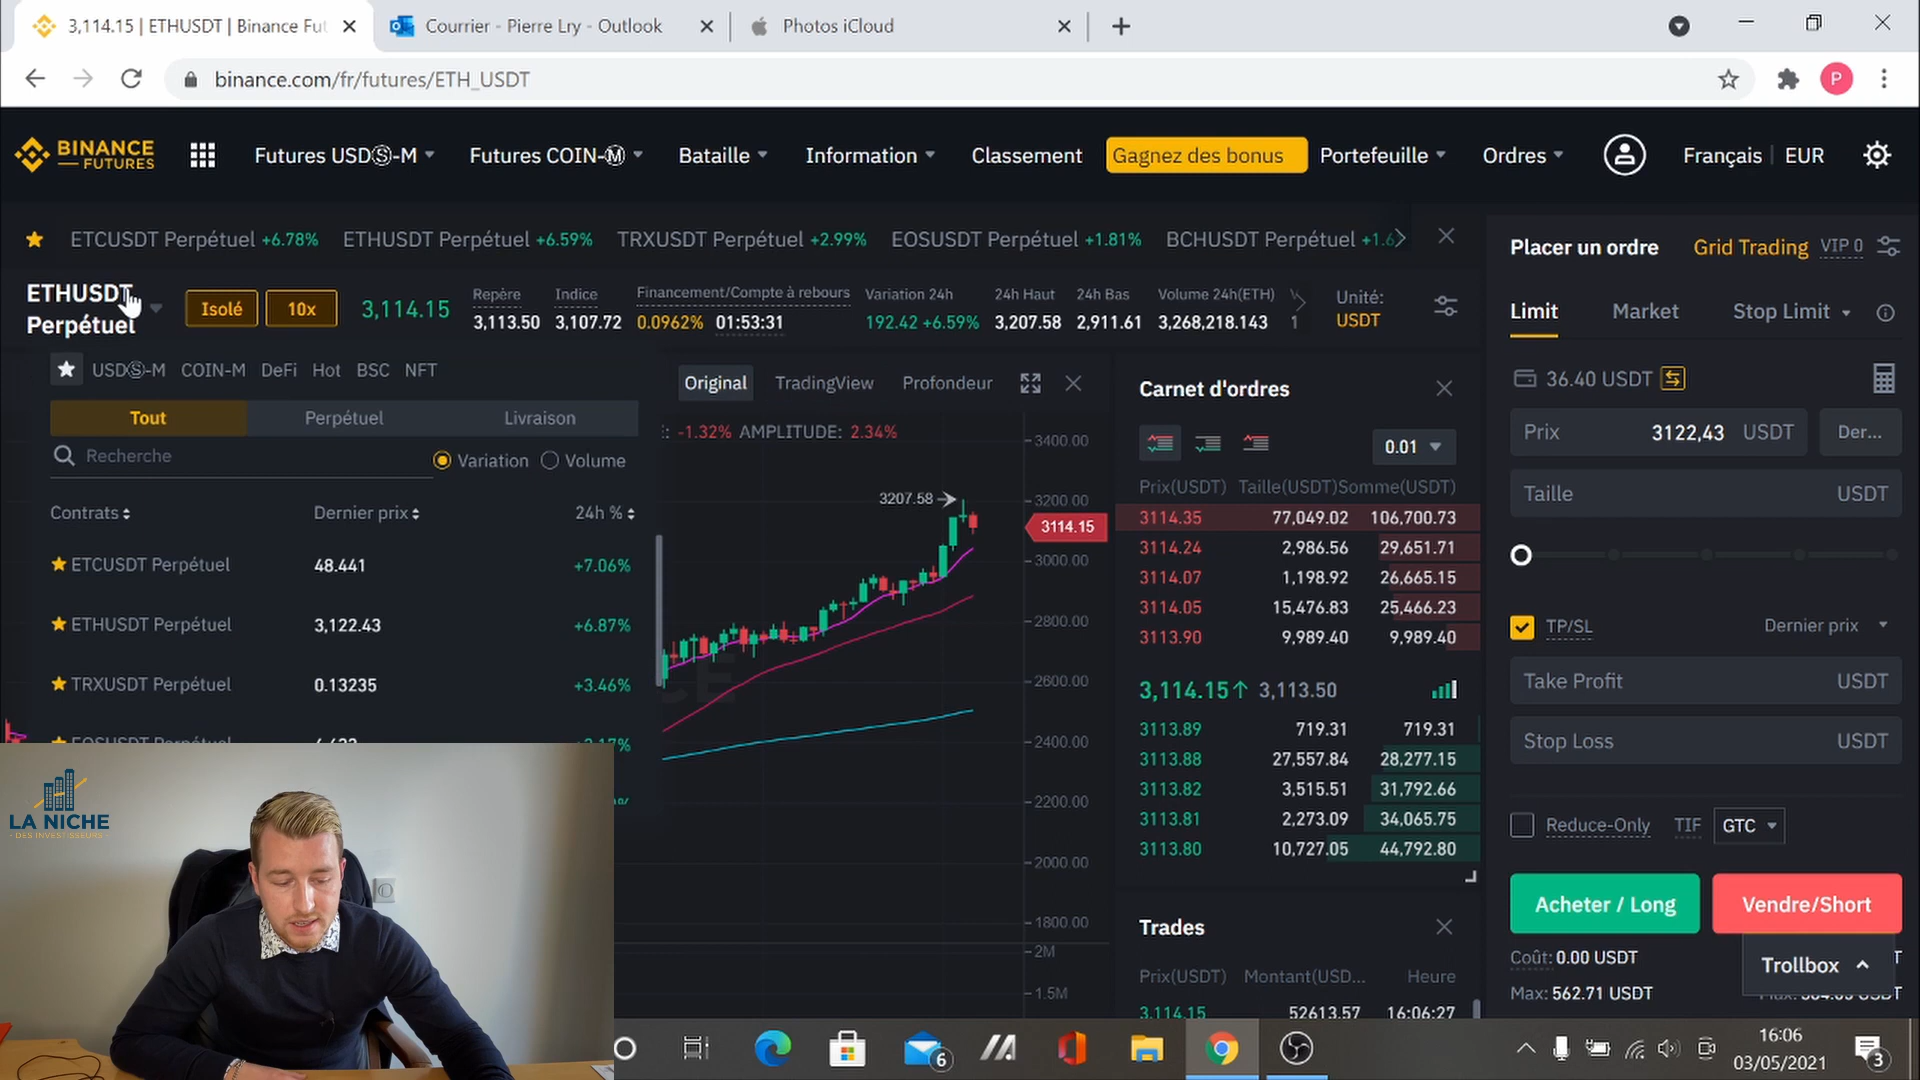 3,114.15 | ETHUSDT | Binance Fut
Courrier - Pierre Lry - Outlook
Photos iCloud
binance.com/fr/futures/ETH_USDT
P
BINANCE
FUTURES
Futures USDⓈ-M
Futures COIN-Ⓜ
Bataille
Information
Classement
Gagnez des bonus
Portefeuille
Ordres
Français
EUR
ETCUSDT Perpétuel +6.78%
ETHUSDT Perpétuel +6.59%
TRXUSDT Perpétuel +2.99%
EOSUSDT Perpétuel +1.81%
BCHUSDT Perpétuel +1.6
ETHUSDT
Perpétuel
Isolé
10x
3,114.15
Repère
3,113.50
Indice
3,107.72
Financement/Compte à rebours
0.0962% 01:53:31
Variation 24h
192.42 +6.59%
24h Haut
3,207.58
24h Bas
2,911.61
Volume 24h(ETH)
3,268,218.143
1
Unité:
USDT
USDⓈ-M COIN-M DeFi Hot BSC NFT
Tout Perpétuel Livraison
Recherche
Variation Volume
Contrats Dernier prix 24h %
ETCUSDT Perpétuel 48.441 +7.06%
ETHUSDT Perpétuel 3,122.43 +6.87%
TRXUSDT Perpétuel 0.13235 +3.46%
LA NICHE
DES INVESTISSEURS
Original TradingView Profondeur
: -1.32% AMPLITUDE: 2.34%
3207.58
3400.00
3200.00
3114.15
3000.00
2800.00
2600.00
2400.00
2200.00
2000.00
1800.00
2M
1.5M
Carnet d'ordres
0.01
Prix(USDT) Taille(USDT) Somme(USDT)
3114.35 77,049.02 106,700.73
3114.24 2,986.56 29,651.71
3114.07 1,198.92 26,665.15
3114.05 15,476.83 25,466.23
3113.90 9,989.40 9,989.40
3,114.15↑ 3,113.50
3113.89 719.31 719.31
3113.88 27,557.84 28,277.15
3113.82 3,515.51 31,792.66
3113.81 2,273.09 34,065.75
3113.80 10,727.05 44,792.80
Trades
Prix(USDT) Montant(USD... Heure
3,114.15 52613.57 16:06:27
Placer un ordre
Grid Trading
VIP 0
Limit Market Stop Limit
36.40 USDT
Prix 3122,43 USDT
Der...
Taille USDT
TP/SL Dernier prix
Take Profit USDT
Stop Loss USDT
Reduce-Only TIF GTC
Acheter / Long
Vendre/Short
Coût: 0.00 USDT
Trollbox
Max: 562.71 USDT
6
16:06
03/05/2021
3